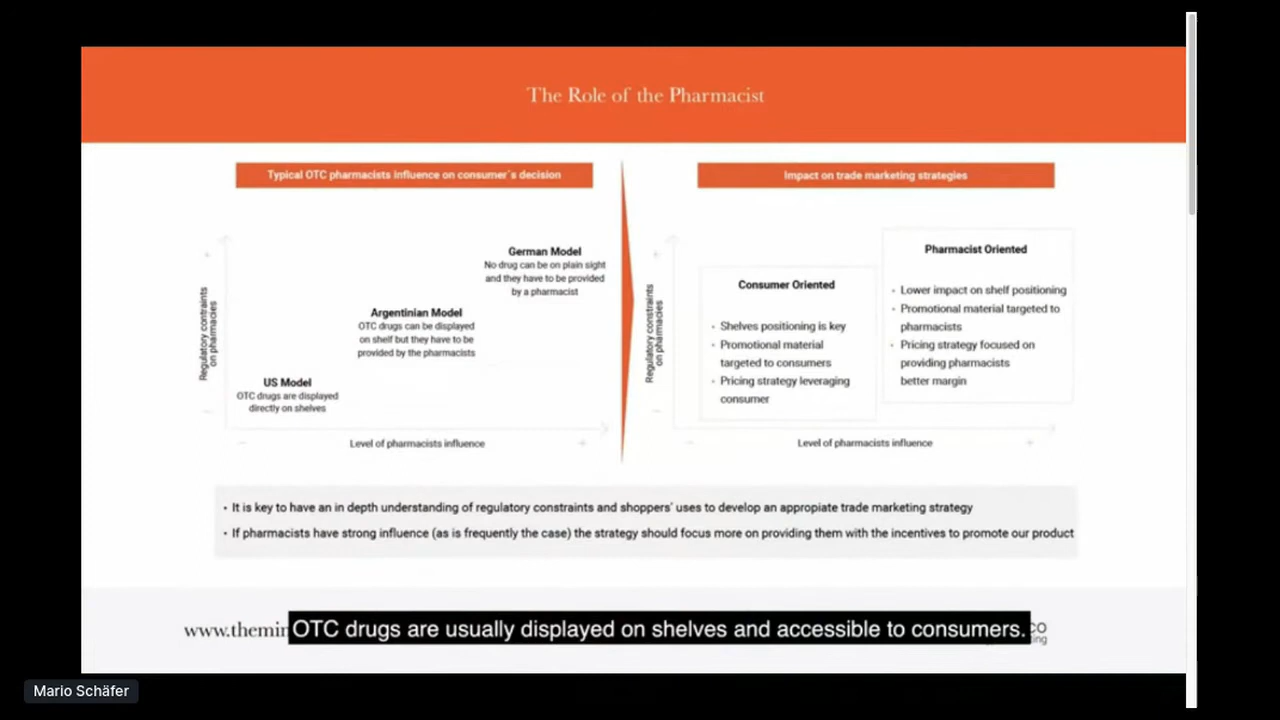 The Role of the Pharmacist
Typical OTC pharmacists influence on consumer´s decision
Regulatory contraints
on pharmacies
German Model
No drug can be on plain sight
and they have to be provided
by a pharmacist
Argentinian Model
OTC drugs can be displayed
on shelf but they have to be
provided by the pharmacists
US Model
OTC drugs are displayed
directly on shelves
Level of pharmacists influence
Impact on trade marketing strategies
Regulatory constraints
on pharmacies
Consumer Oriented
• Shelves positioning is key
• Promotional material
targeted to consumers
• Pricing strategy leveraging
consumer
Pharmacist Oriented
• Lower impact on shelf positioning
• Promotional material targeted to
pharmacists
• Pricing strategy focused on
providing pharmacists
better margin
Level of pharmacists influence
• It is key to have an in depth understanding of regulatory constraints and shoppers' uses to develop an appropiate trade marketing strategy
• If pharmacists have strong influence (as is frequently the case) the strategy should focus more on providing them with the incentives to promote our product
OTC drugs are usually displayed on shelves and accessible to consumers.
Mario Schäfer